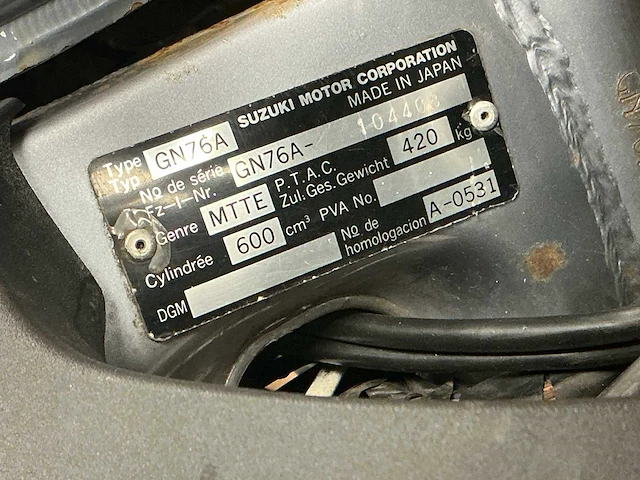 SUZUKI MOTOR CORPORATION
MADE IN JAPAN
Type
Typ GN76A
No de série
Fz-I-Nr. GN76A- 104403
Genre MTTE P.T.A.C.
Zul.Ges.Gewicht 420 kg
Cylindrée 600 cm³ PVA No.
DGM
Nº de
homologacion A-0531